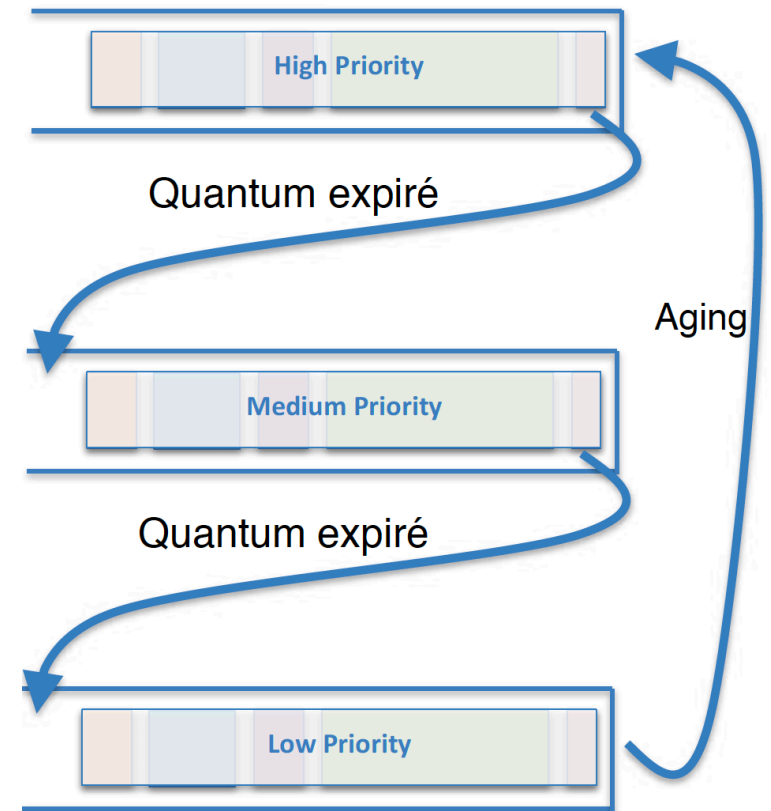 High Priority
Quantum expiré
Aging
Medium Priority
Quantum expiré
Low Priority